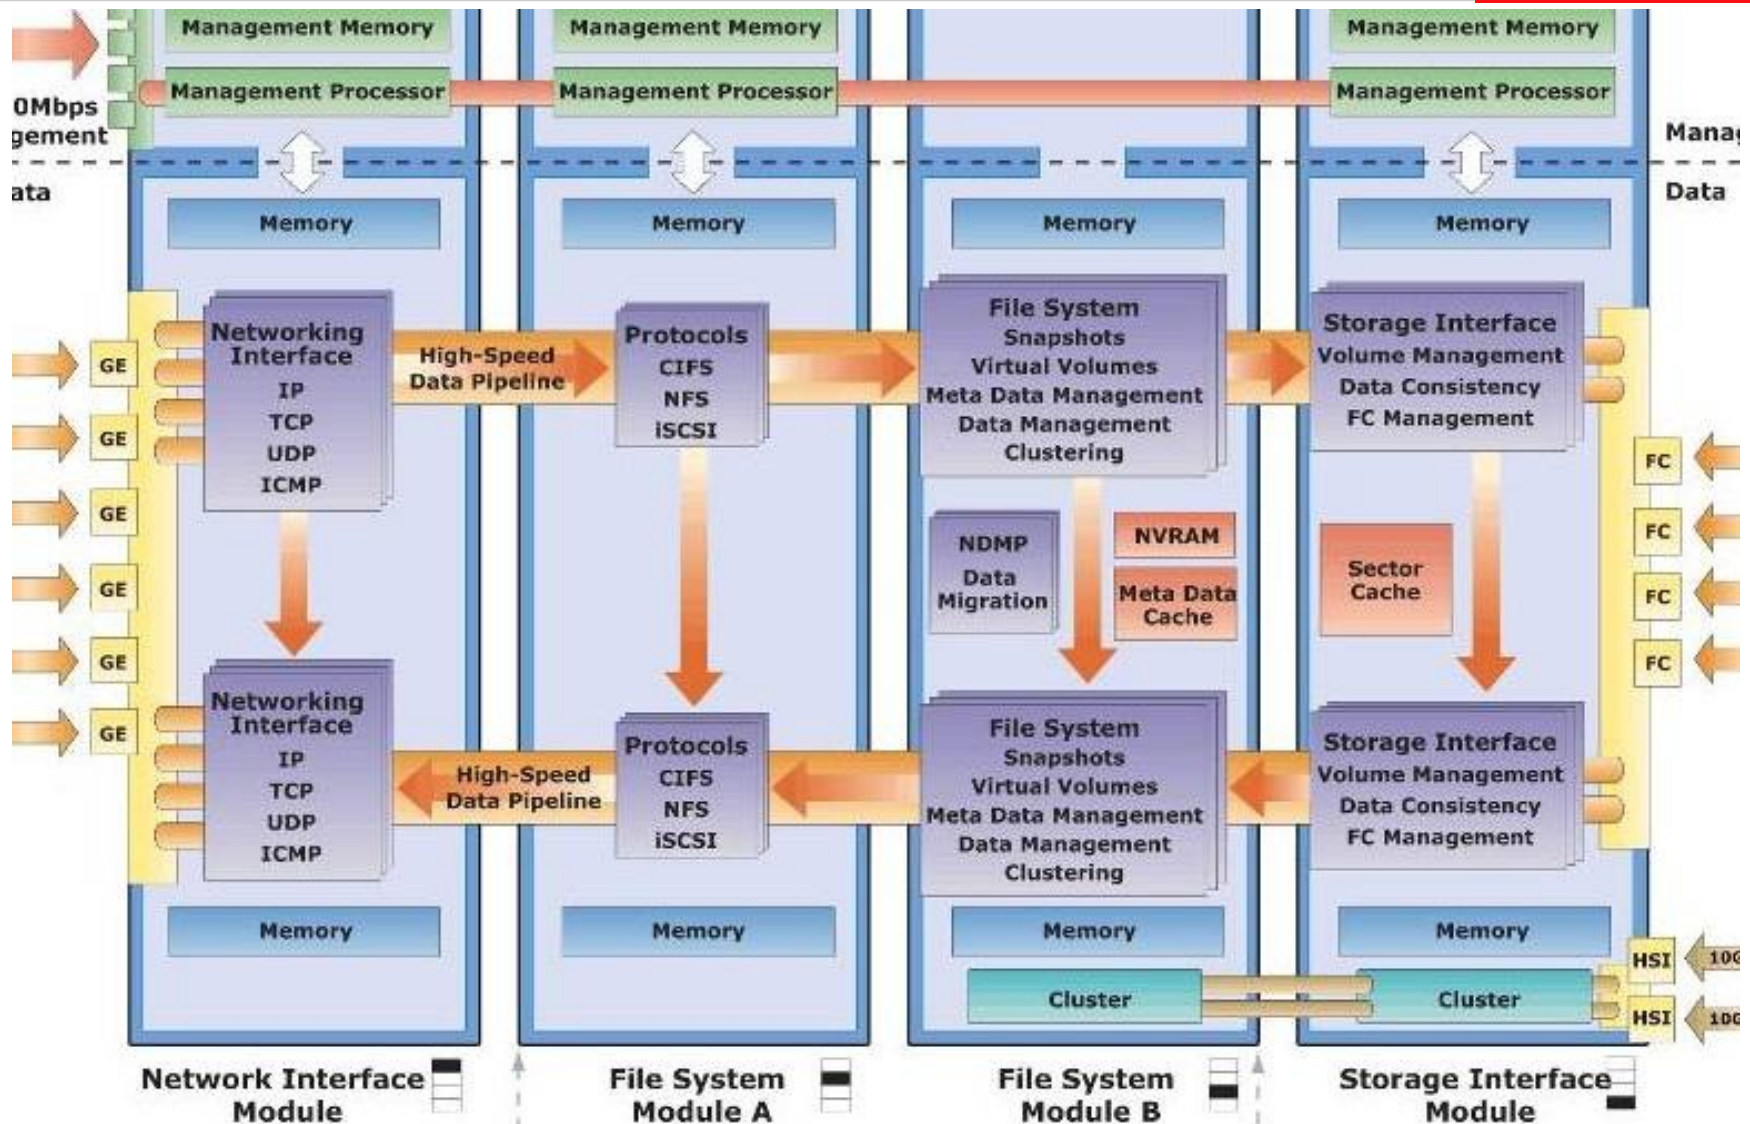 Management Memory
Management Memory
Management Memory
Management Processor
Management Processor
Management Processor
0Mbps
gement
Manag
ata
Data
Memory
Memory
Memory
Memory
GE
GE
GE
GE
GE
GE
Networking
Interface
IP
TCP
UDP
ICMP
High-Speed
Data Pipeline
Protocols
CIFS
NFS
iSCSI
File System
Snapshots
Virtual Volumes
Meta Data Management
Data Management
Clustering
Storage Interface
Volume Management
Data Consistency
FC Management
FC
FC
FC
FC
NDMP
Data
Migration
NVRAM
Meta Data
Cache
Sector
Cache
Networking
Interface
IP
TCP
UDP
ICMP
High-Speed
Data Pipeline
Protocols
CIFS
NFS
iSCSI
File System
Snapshots
Virtual Volumes
Meta Data Management
Data Management
Clustering
Storage Interface
Volume Management
Data Consistency
FC Management
Memory
Memory
Memory
Memory
Cluster
Cluster
HSI
10G
HSI
10G
Network Interface
Module
File System
Module A
File System
Module B
Storage Interface
Module